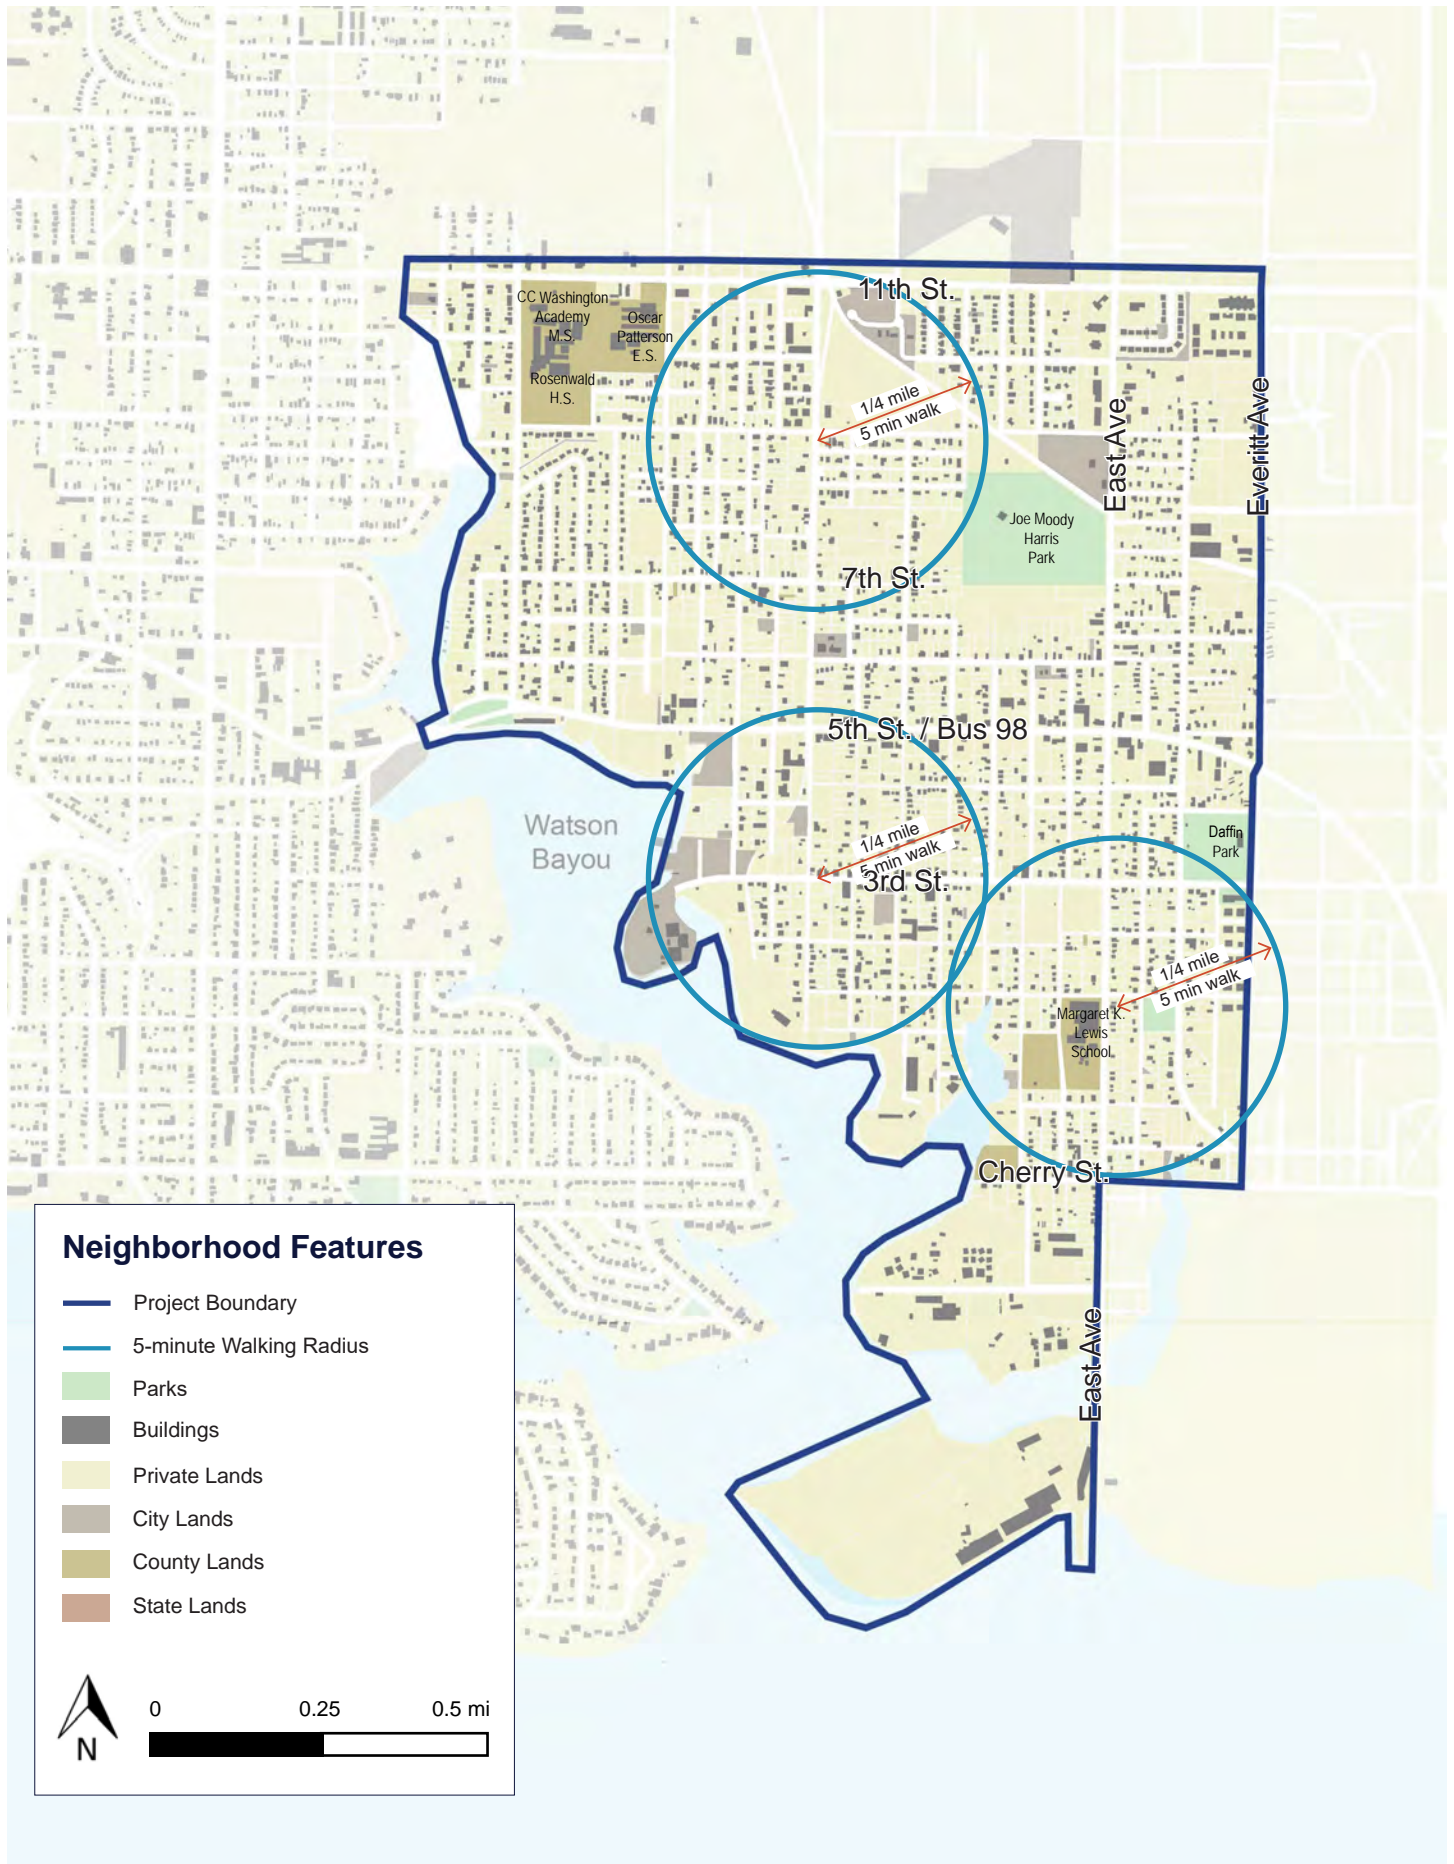 11th St.
CC Washington
Academy
M.S.
Oscar
Patterson
E.S.
Rosenwald
H.S.
1/4 mile
5 min walk
East Ave
Everitt Ave
Joe Moody
Harris
Park
7th St.
5th St. / Bus 98
Watson
Bayou
1/4 mile
5 min walk
3rd St.
Daffin
Park
1/4 mile
5 min walk
Margaret K.
Lewis
School
Cherry St.
East Ave
Neighborhood Features
Project Boundary
5-minute Walking Radius
Parks
Buildings
Private Lands
City Lands
County Lands
State Lands
N
0 0.25 0.5 mi